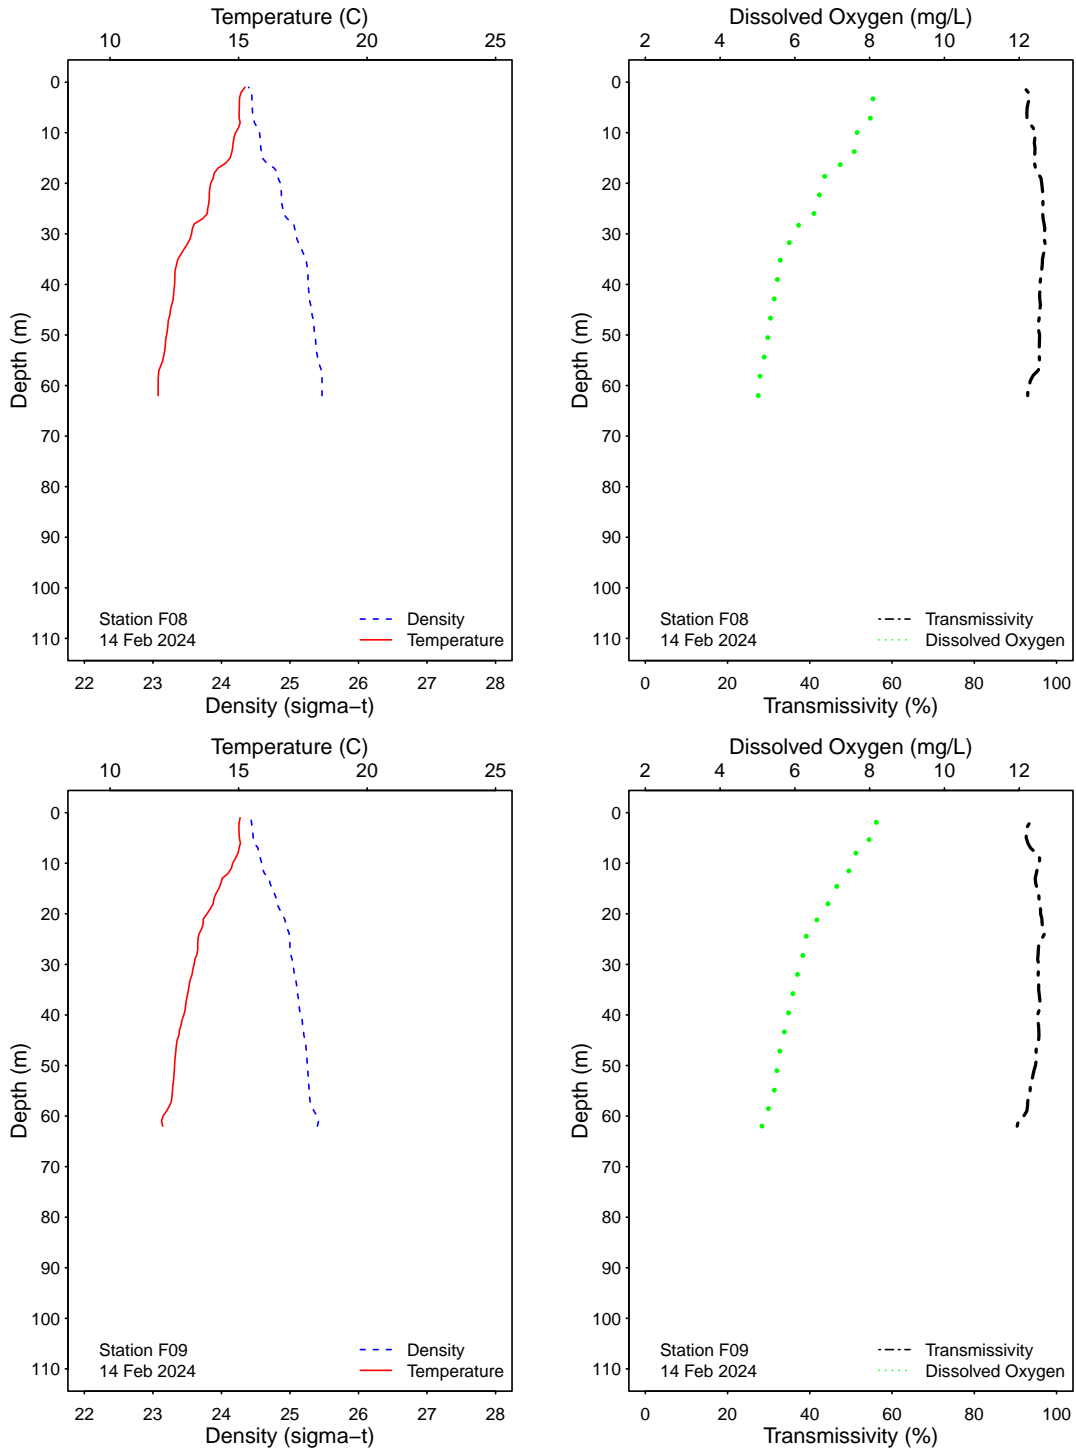 Temperature (C)
10 15 20 25
0
10
20
30
40
50
60
70
80
90
100
110
Depth (m)
Station F08
14 Feb 2024
Density
Temperature
22 23 24 25 26 27 28
Density (sigma−t)
Dissolved Oxygen (mg/L)
2 4 6 8 10 12
0
10
20
30
40
50
60
70
80
90
100
110
Depth (m)
Station F08
14 Feb 2024
Transmissivity
Dissolved Oxygen
0 20 40 60 80 100
Transmissivity (%)
Temperature (C)
10 15 20 25
0
10
20
30
40
50
60
70
80
90
100
110
Depth (m)
Station F09
14 Feb 2024
Density
Temperature
22 23 24 25 26 27 28
Density (sigma−t)
Dissolved Oxygen (mg/L)
2 4 6 8 10 12
0
10
20
30
40
50
60
70
80
90
100
110
Depth (m)
Station F09
14 Feb 2024
Transmissivity
Dissolved Oxygen
0 20 40 60 80 100
Transmissivity (%)